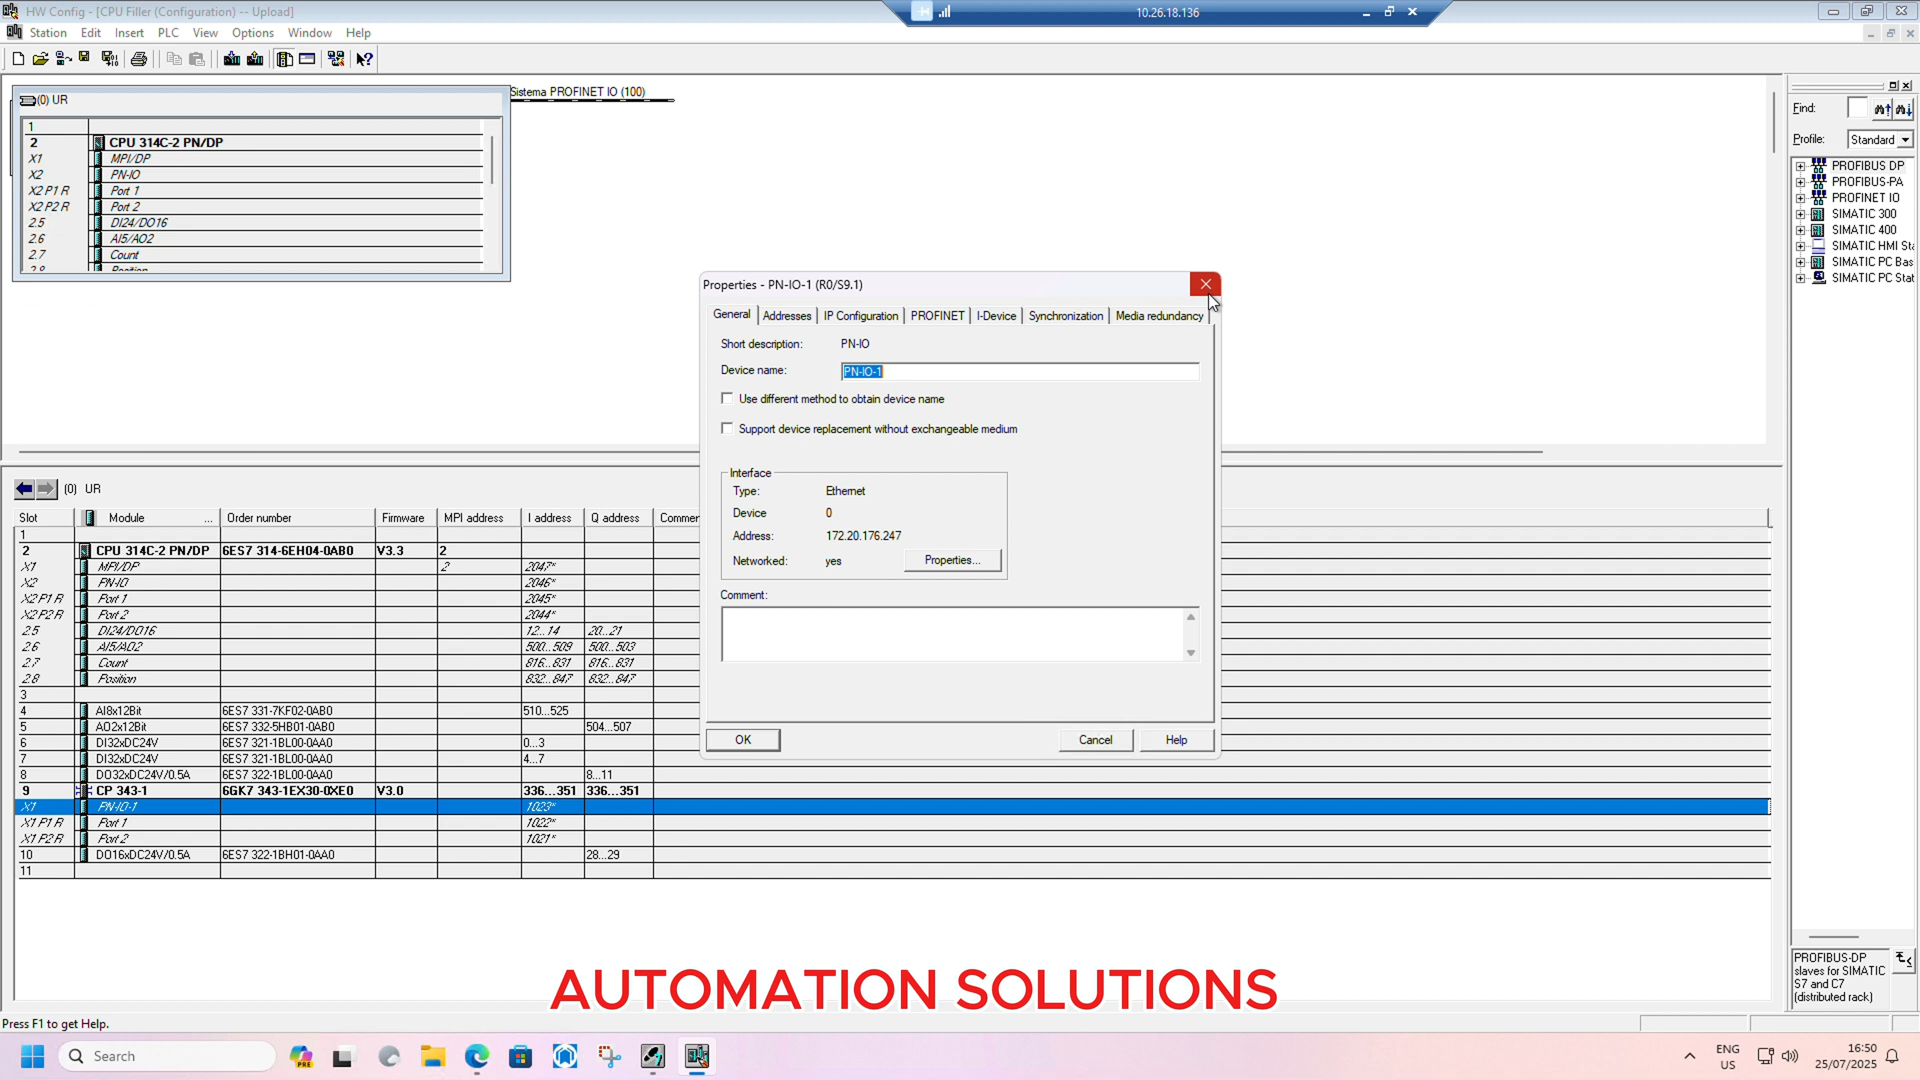 HW Config - [CPU Filler (Configuration) -- Upload]
10.26.18.136
Station Edit Insert PLC View Options Window Help
(0) UR
1
2 CPU 314C-2 PN/DP
X1 MPI/DP
X2 PN-IO
X2 P1 R Port 1
X2 P2 R Port 2
2.5 DI24/DO16
2.6 AI5/AO2
2.7 Count
2.8 Position
Sistema PROFINET IO (100)
Find:
Profile: Standard
PROFIBUS DP
PROFIBUS-PA
PROFINET IO
SIMATIC 300
SIMATIC 400
SIMATIC HMI Sta
SIMATIC PC Bas
SIMATIC PC Stat
Properties - PN-IO-1 (R0/S9.1)
General Addresses IP Configuration PROFINET I-Device Synchronization Media redundancy
Short description: PN-IO
Device name: PN-IO-1
Use different method to obtain device name
Support device replacement without exchangeable medium
Interface
Type: Ethernet
Device 0
Address: 172.20.176.247
Networked: yes Properties...
Comment:
OK Cancel Help
(0) UR
Slot Module ... Order number Firmware MPI address I address Q address Commen
1
2 CPU 314C-2 PN/DP 6ES7 314-6EH04-0AB0 V3.3 2
X1 MPI/DP 2 2047*
X2 PN-IO 2046*
X2 P1 R Port 1 2045*
X2 P2 R Port 2 2044*
2.5 DI24/DO16 12...14 20...21
2.6 AI5/AO2 500...509 500...503
2.7 Count 816...831 816...831
2.8 Position 832...847 832...847
3
4 AI8x12Bit 6ES7 331-7KF02-0AB0 510...525
5 AO2x12Bit 6ES7 332-5HB01-0AB0 504...507
6 DI32xDC24V 6ES7 321-1BL00-0AA0 0...3
7 DI32xDC24V 6ES7 321-1BL00-0AA0 4...7
8 DO32xDC24V/0.5A 6ES7 322-1BL00-0AA0 8...11
9 CP 343-1 6GK7 343-1EX30-0XE0 V3.0 336...351 336...351
X1 PN-IO-1 1023*
X1 P1 R Port 1 1022*
X1 P2 R Port 2 1021*
10 DO16xDC24V/0.5A 6ES7 322-1BH01-0AA0 28...29
11
PROFIBUS-DP
slaves for SIMATIC
S7 and C7
(distributed rack)
AUTOMATION SOLUTIONS
Press F1 to get Help.
Search
PRE
ENG
US
16:50
25/07/2025